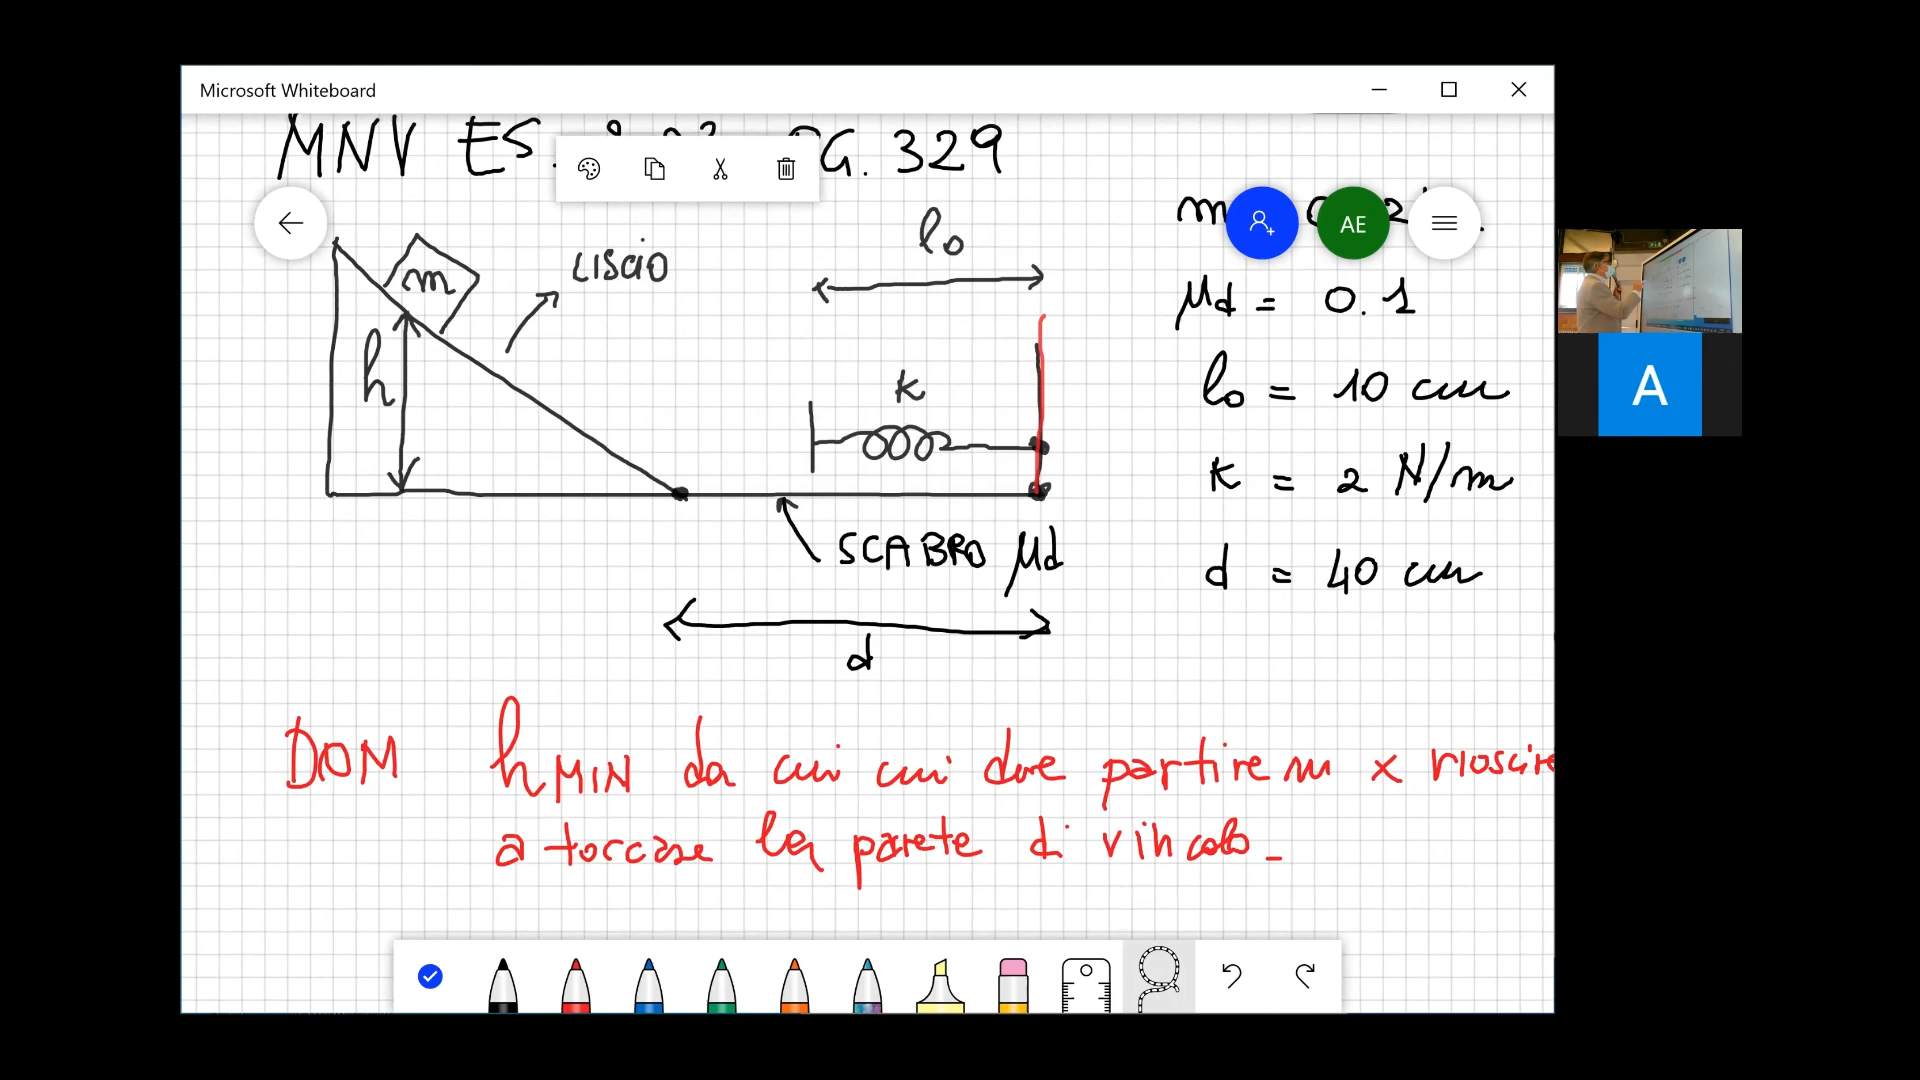 Microsoft Whiteboard
MNV ES. PG. 329
AE
m
LISCIO
l₀
m
μd = 0.1
h
k
l₀ = 10 cm
A
k = 2 N/m
SCABRO μd
d = 40 cm
d
DOM hMIN da cui cui deve partire m x riuscire
a toccare la parete di vincolo